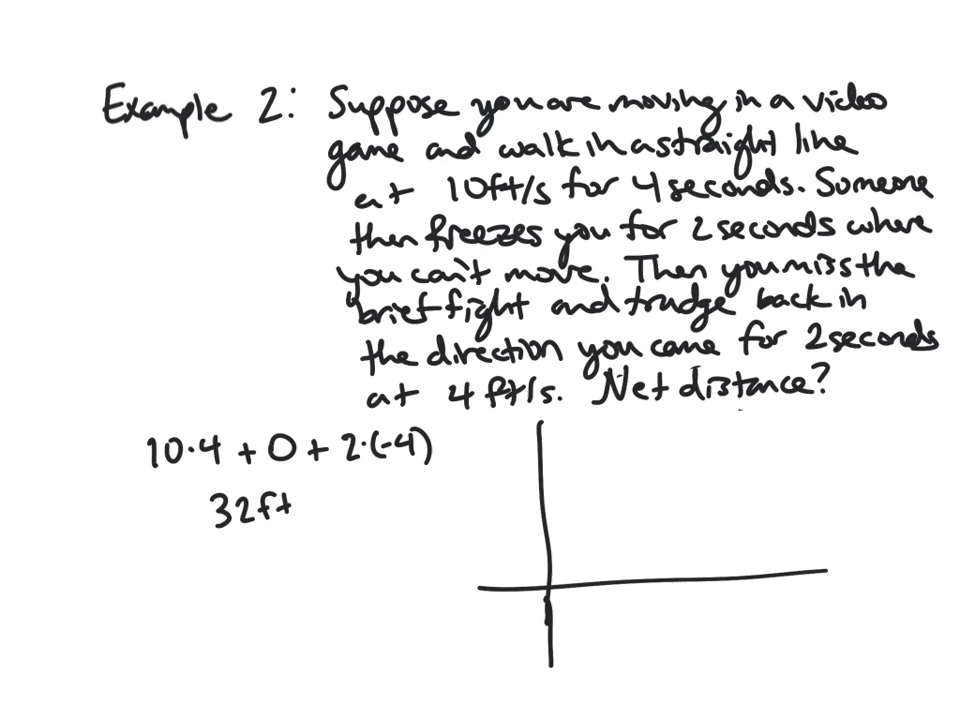 Example 2: Suppose you are moving in a video
game and walk in a straight line
at 10ft/s for 4 seconds. Someone
then freezes you for 2 seconds where
you can't move. Then you miss the
brief fight and trudge back in
the direction you came for 2 seconds
at 4 ft/s. Net distance?
10·4 + 0 + 2·(-4)
32ft